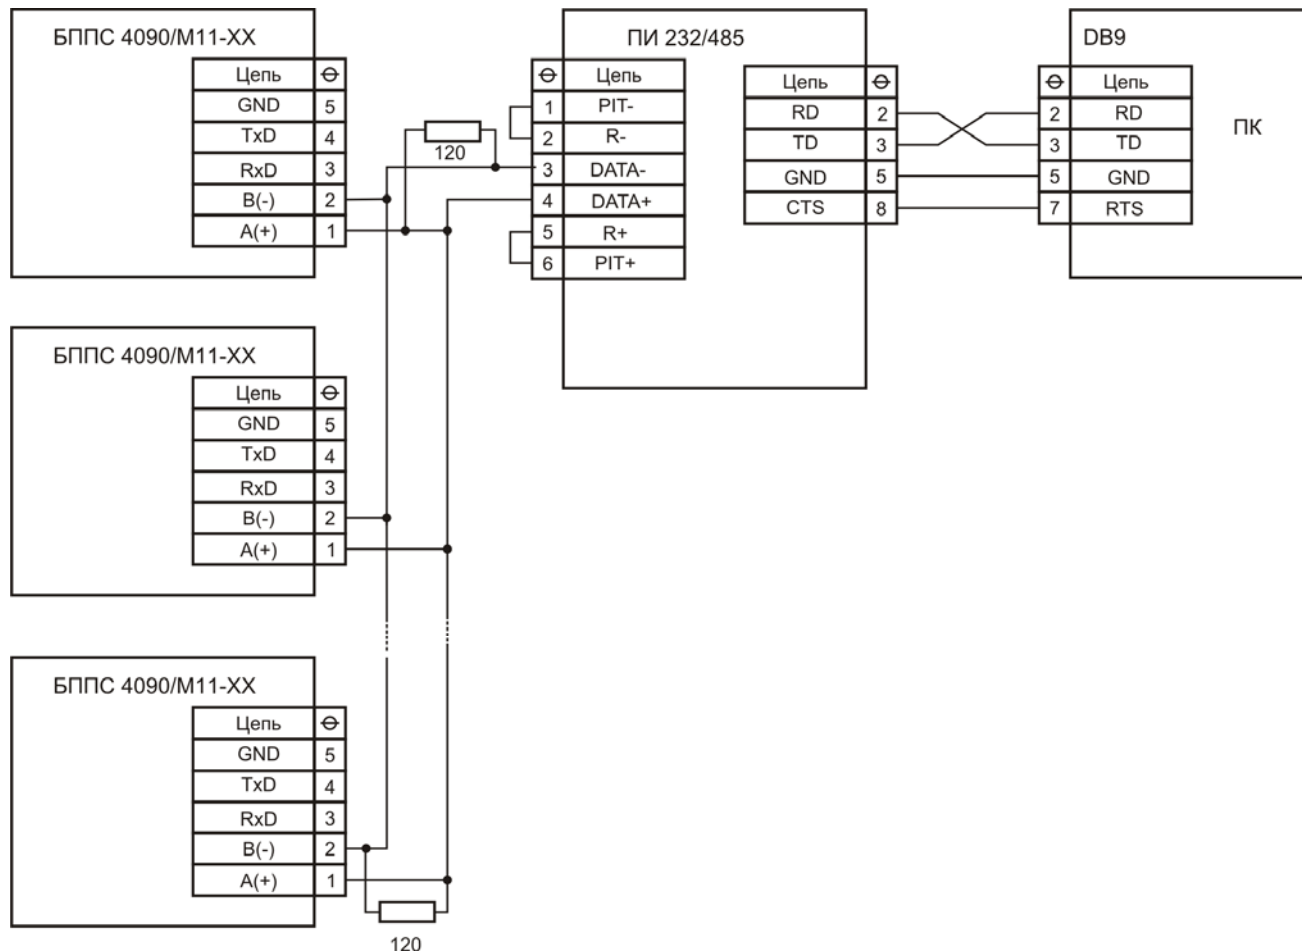 БППС 4090/М11-ХХ
Цепь
GND 5
TxD 4
RxD 3
B(-) 2
A(+) 1
120
ПИ 232/485
Цепь
1 PIT-
2 R-
3 DATA-
4 DATA+
5 R+
6 PIT+
Цепь
RD 2
TD 3
GND 5
CTS 8
DB9
Цепь
2 RD
3 TD
5 GND
7 RTS
ПК
БППС 4090/М11-ХХ
Цепь
GND 5
TxD 4
RxD 3
B(-) 2
A(+) 1
БППС 4090/М11-ХХ
Цепь
GND 5
TxD 4
RxD 3
B(-) 2
A(+) 1
120